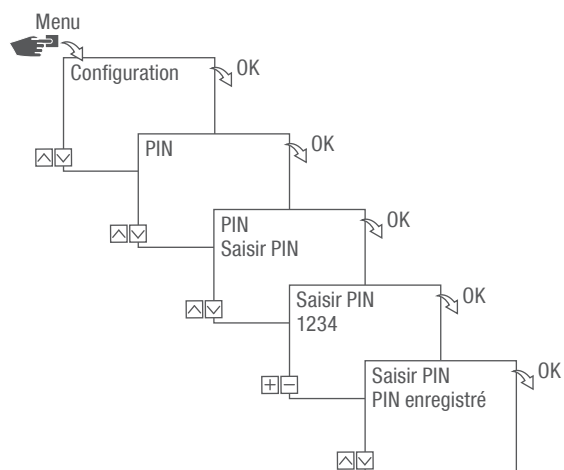 Menu
Configuration
OK
PIN
OK
PIN
Saisir PIN
OK
Saisir PIN
1234
OK
Saisir PIN
PIN enregistré
OK